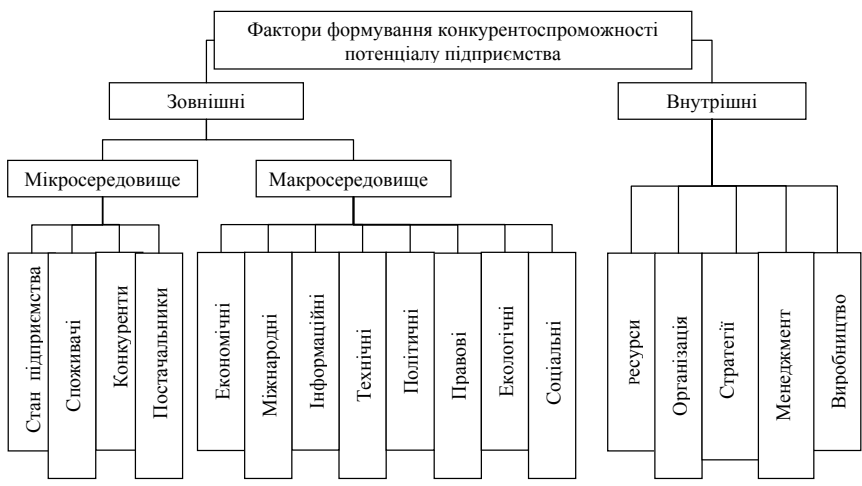 Фактори формування конкурентоспроможності
потенціалу підприємства
Зовнішні
Внутрішні
Мікросередовище
Макросередовище
Стан підприємства
Споживачі
Конкуренти
Постачальники
Економічні
Міжнародні
Інформаційні
Технічні
Політичні
Правові
Екологічні
Соціальні
Ресурси
Організація
Стратегії
Менеджмент
Виробництво